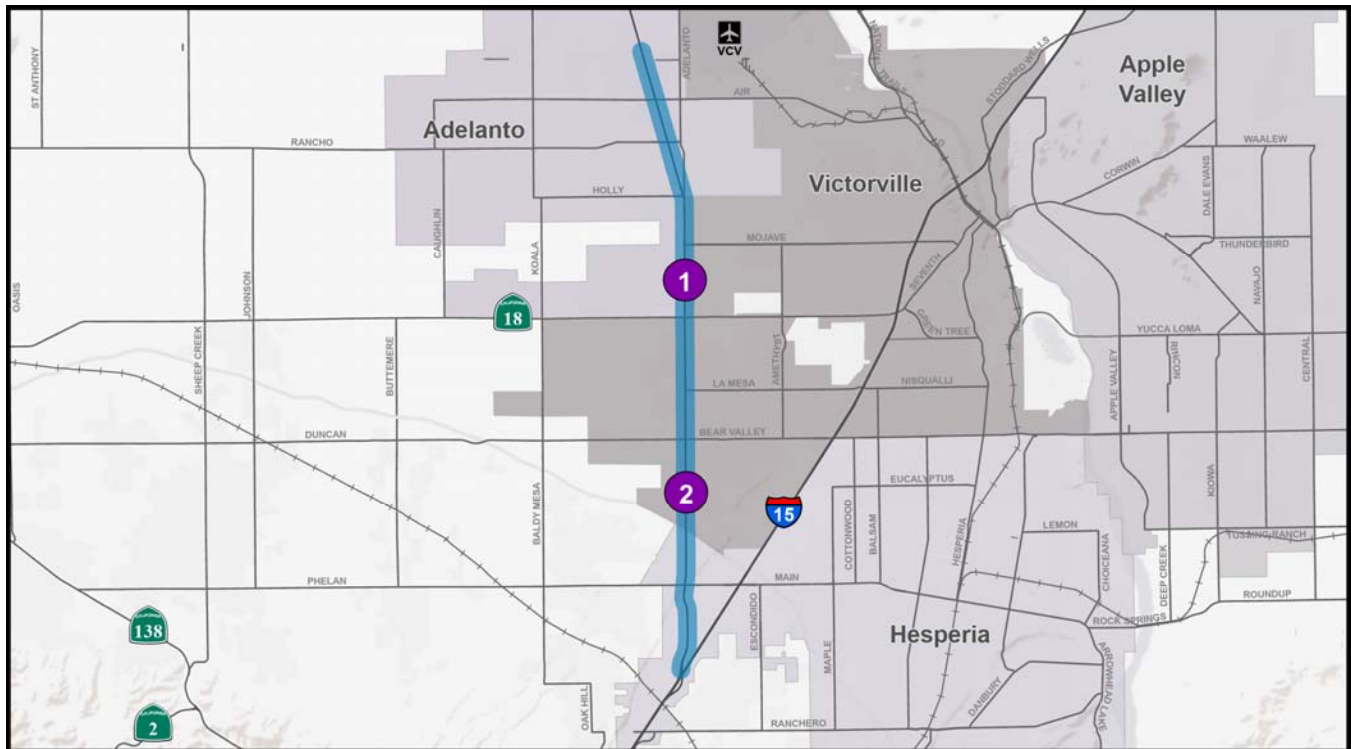 ST ANTHONY
ADELANTO
VCV
NATIONAL TRAILS
STODDARD WELLS
Apple
Valley
AIR
Adelanto
RANCHO
WAALEW
CORWIN
DALE EVANS
HOLLY
Victorville
CAUGHLIN
KOALA
MOJAVE
THUNDERBIRD
NAVAJO
OASIS
JOHNSON
1
SEVENTH
CALIFORNIA
18
GREEN TREE
YUCCA LOMA
SHEEP CREEK
BUTTEMERE
AMETHYST
RINCON
CENTRAL
LA MESA
NISQUALLI
APPLE VALLEY
DUNCAN
BEAR VALLEY
2
EUCALYPTUS
KIOWA
BALDY MESA
15
COTTONWOOD
BALSAM
HESPERIA
LEMON
TUSSING RANCH
CHOICEANA
DEEP CREEK
PHELAN
MAIN
ROUNDUP
CALIFORNIA
138
ESCONDIDO
MAPLE
Hesperia
ROCK SPRINGS
ARROWHEAD LAKE
OAK HILL
DANBURY
CALIFORNIA
2
RANCHERO